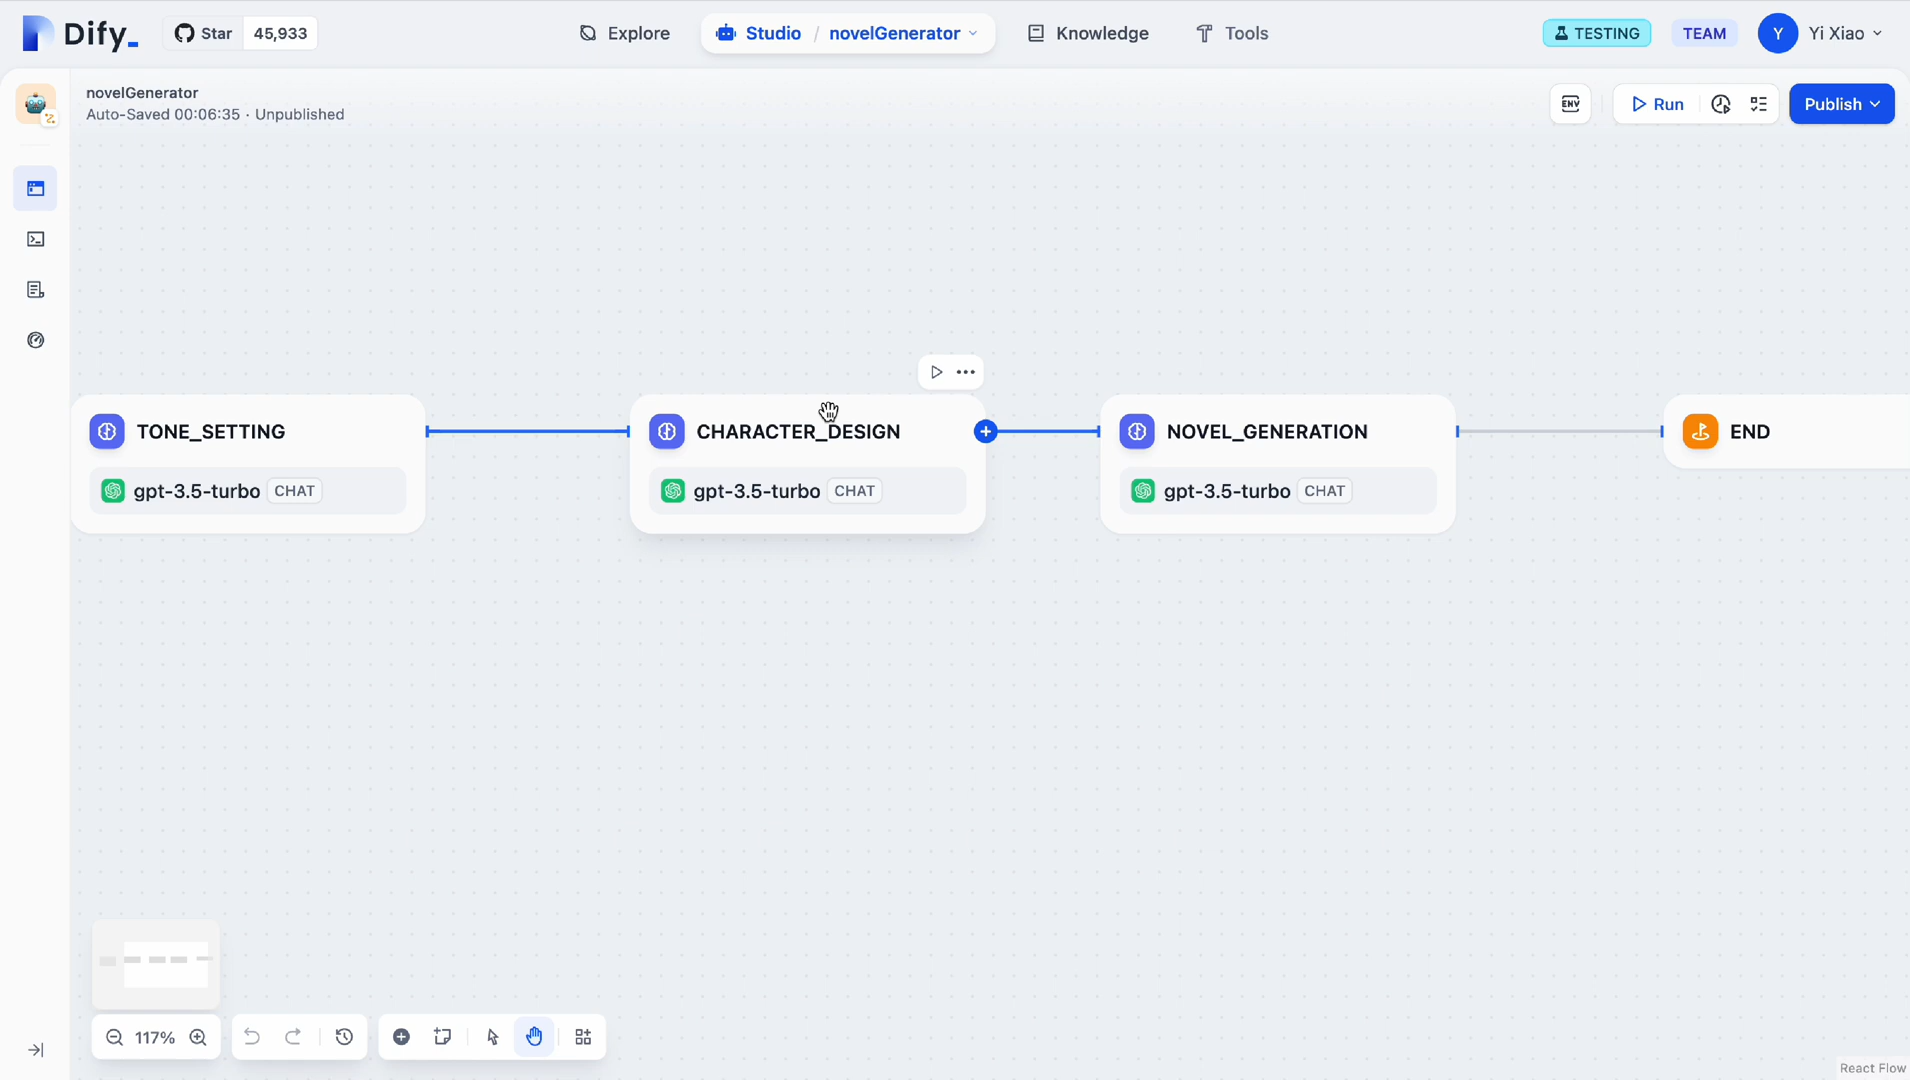 Dify_
Star 45,933
Explore
Studio / novelGenerator
Knowledge
Tools
TESTING
TEAM
Y
Yi Xiao
novelGenerator
Auto-Saved 00:06:35 · Unpublished
ENV
Run
Publish
TONE_SETTING
gpt-3.5-turbo CHAT
CHARACTER_DESIGN
gpt-3.5-turbo CHAT
NOVEL_GENERATION
gpt-3.5-turbo CHAT
END
117%
React Flow